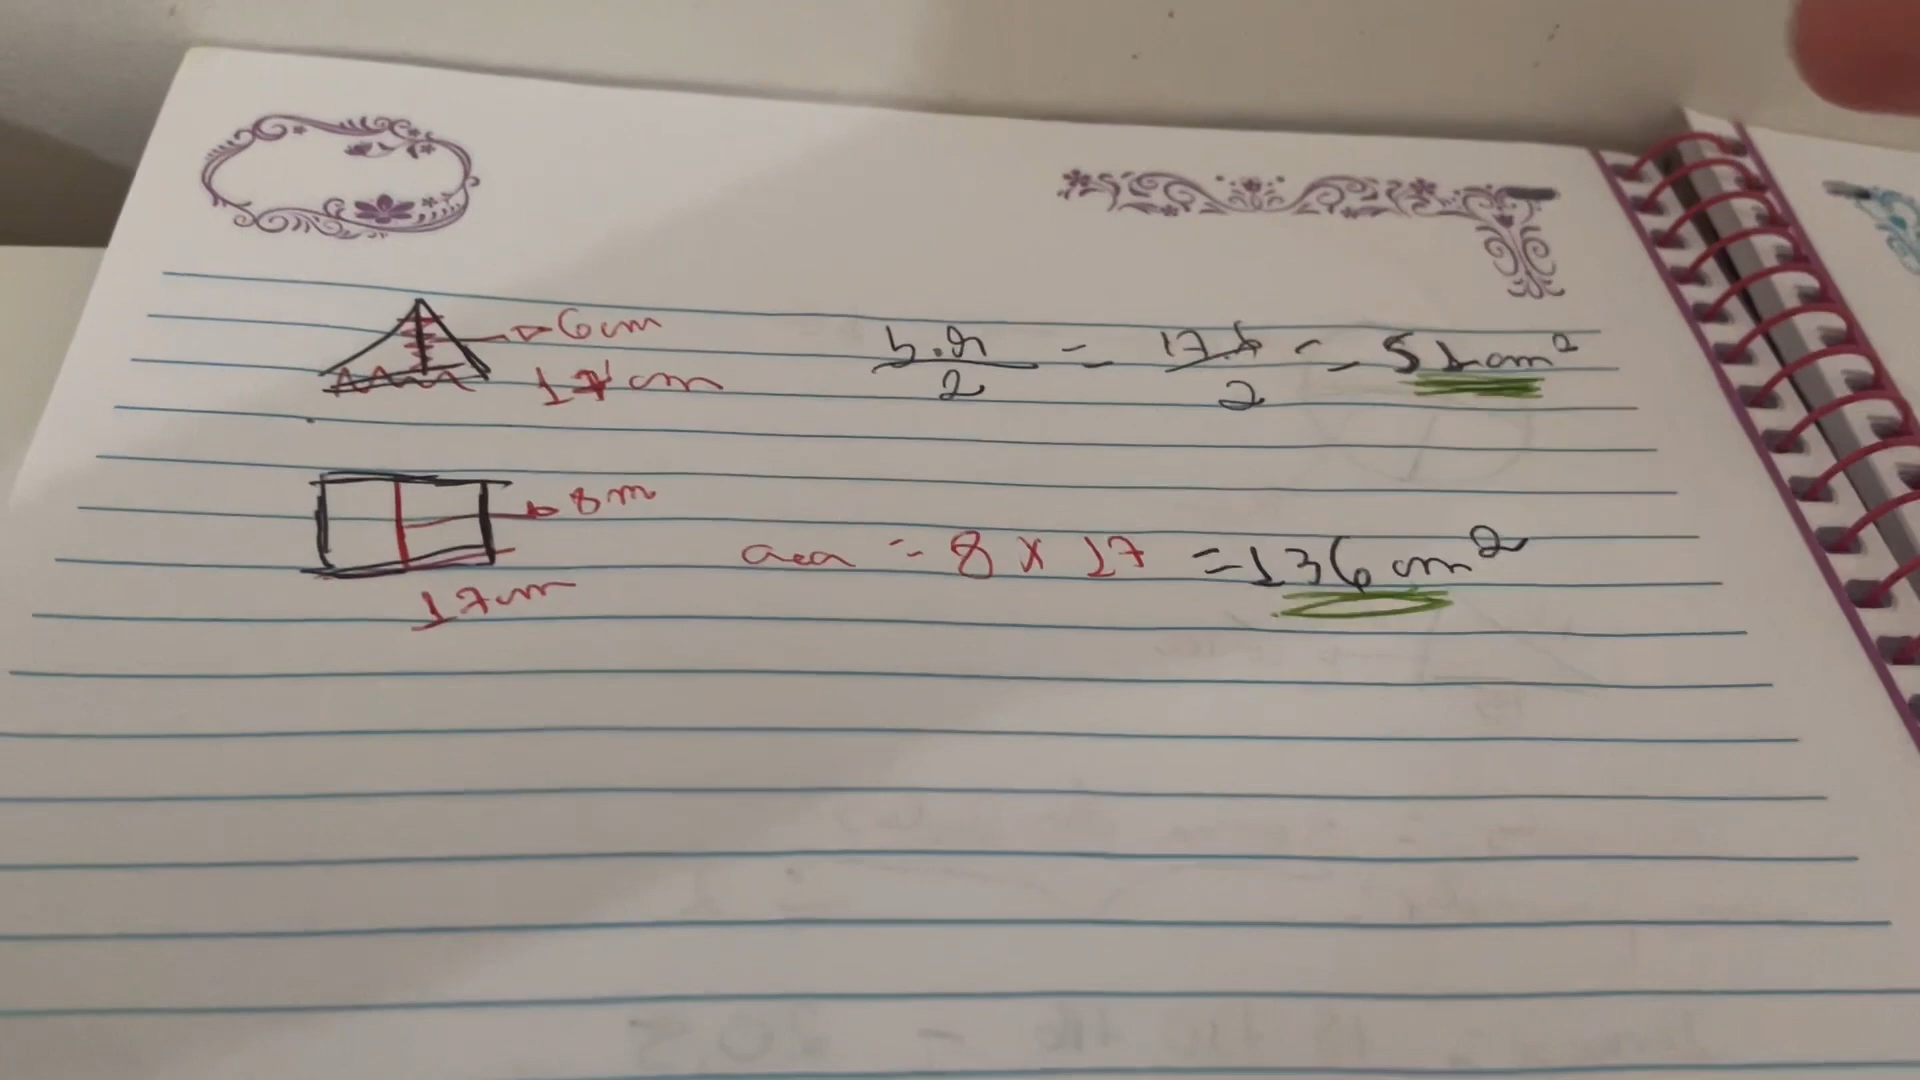 6cm
17cm
b.h/2 = 17.6/2 = 51cm²
8m
area = 8 x 17 = 136cm²
17cm